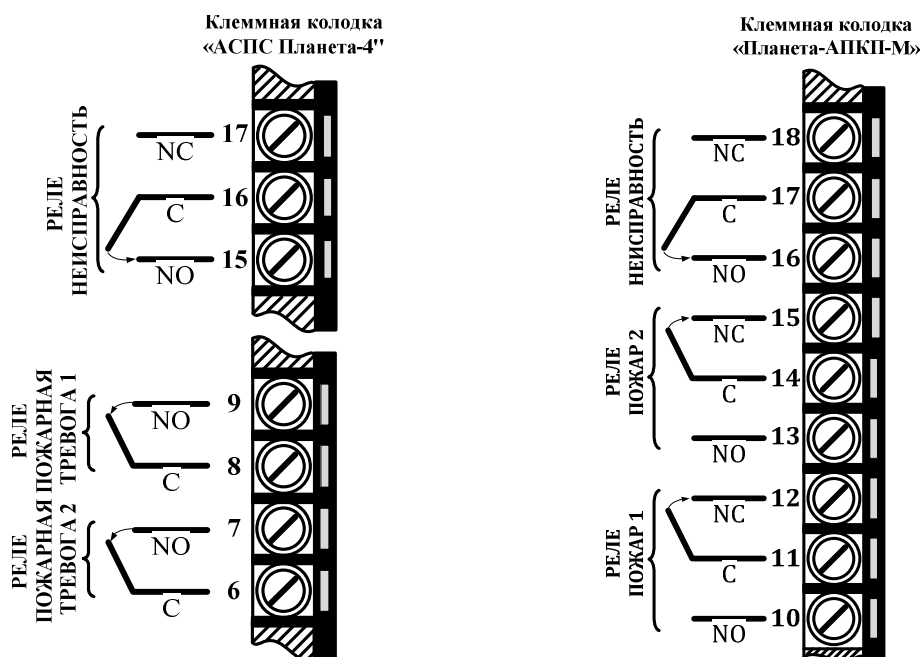 Клеммная колодка
«АСПС Планета-4"
РЕЛЕ
НЕИСПРАВНОСТЬ
17
NC
16
C
15
NO
РЕЛЕ
ПОЖАРНАЯ
ТРЕВОГА 1
9
NO
8
C
РЕЛЕ
ПОЖАРНАЯ
ТРЕВОГА 2
7
NO
6
C
Клеммная колодка
«Планета-АПКП-М»
РЕЛЕ
НЕИСПРАВНОСТЬ
18
NC
17
C
16
NO
РЕЛЕ
ПОЖАР 2
15
NC
14
C
13
NO
РЕЛЕ
ПОЖАР 1
12
NC
11
C
10
NO